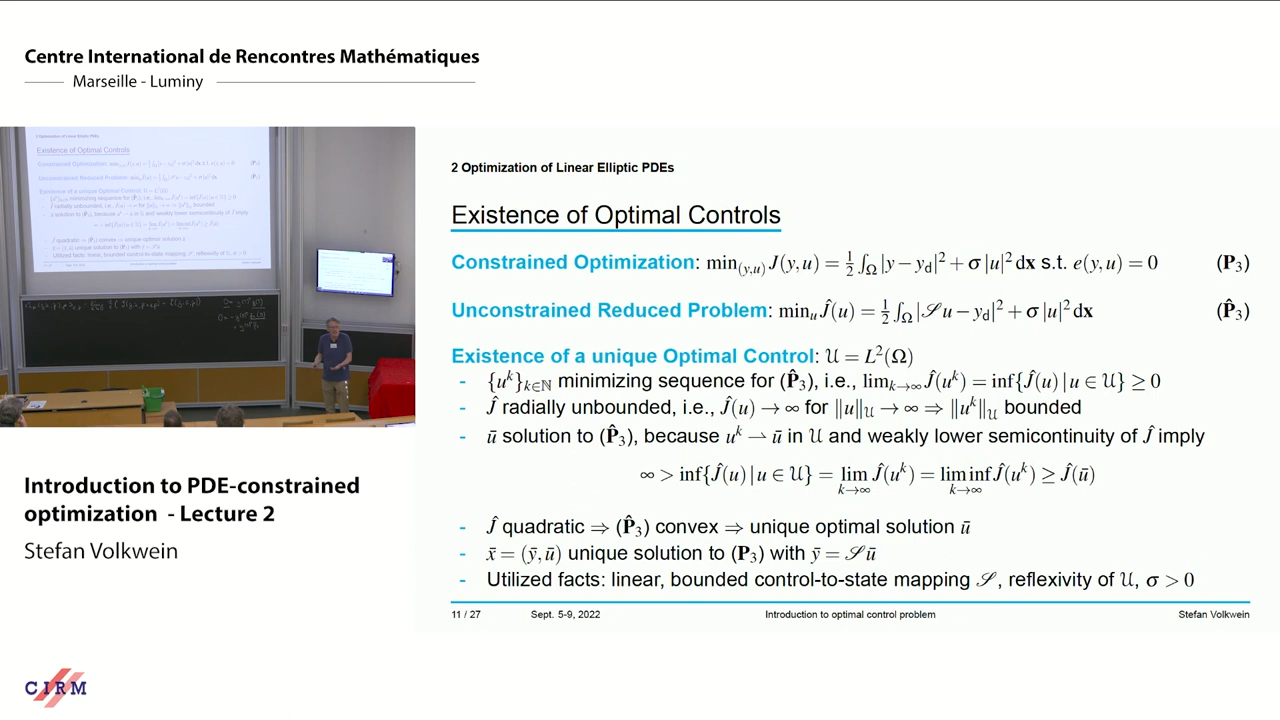 Centre International de Rencontres Mathématiques
Marseille - Luminy
2 Optimization of Linear Elliptic PDEs
Existence of Optimal Controls
Constrained Optimization: min_{(y,u)} J(y,u) = ½ ∫_Ω |y − y_d|² + σ |u|² dx s.t. e(y,u) = 0 (P₃)
Unconstrained Reduced Problem: min_u Ĵ(u) = ½ ∫_Ω |𝒮u − y_d|² + σ |u|² dx (P̂₃)
Existence of a unique Optimal Control: 𝒰 = L²(Ω)
- {uᵏ}_{k∈ℕ} minimizing sequence for (P̂₃), i.e., lim_{k→∞} Ĵ(uᵏ) = inf{Ĵ(u) | u ∈ 𝒰} ≥ 0
- Ĵ radially unbounded, i.e., Ĵ(u) → ∞ for ‖u‖_𝒰 → ∞ ⇒ ‖uᵏ‖_𝒰 bounded
- ū solution to (P̂₃), because uᵏ ⇀ ū in 𝒰 and weakly lower semicontinuity of Ĵ imply
∞ > inf{Ĵ(u) | u ∈ 𝒰} = lim_{k→∞} Ĵ(uᵏ) = lim inf_{k→∞} Ĵ(uᵏ) ≥ Ĵ(ū)
- Ĵ quadratic ⇒ (P̂₃) convex ⇒ unique optimal solution ū
- x̄ = (ȳ, ū) unique solution to (P₃) with ȳ = 𝒮ū
- Utilized facts: linear, bounded control-to-state mapping 𝒮, reflexivity of 𝒰, σ > 0
11 / 27 Sept. 5-9, 2022 Introduction to optimal control problem Stefan Volkwein
Introduction to PDE-constrained
optimization - Lecture 2
Stefan Volkwein
CIRM